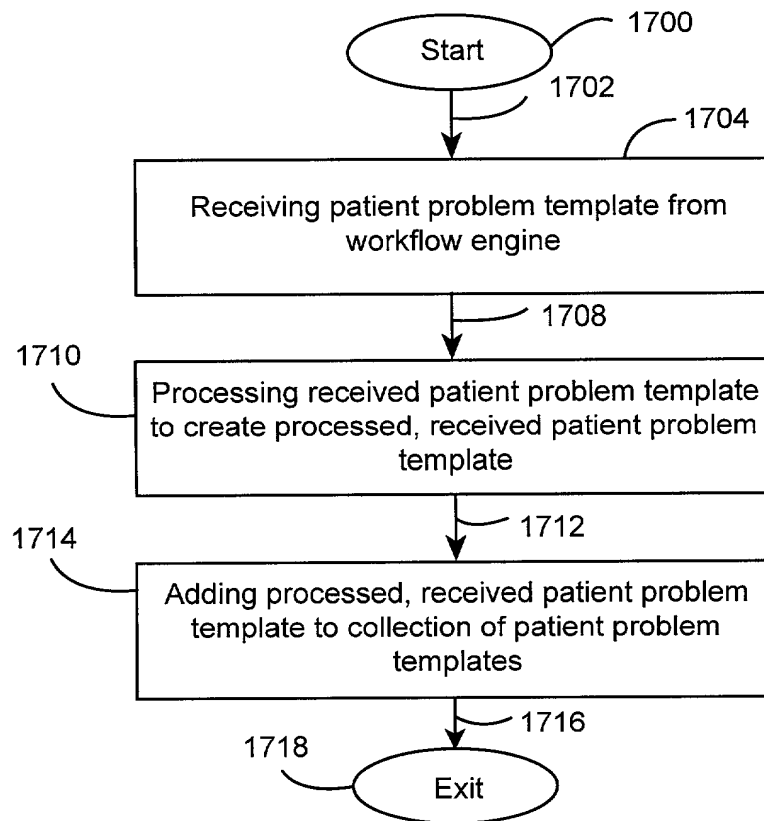 1700
Start
1702
1704
Receiving patient problem template from
workflow engine
1708
1710
Processing received patient problem template
to create processed, received patient problem
template
1712
1714
Adding processed, received patient problem
template to collection of patient problem
templates
1716
1718
Exit